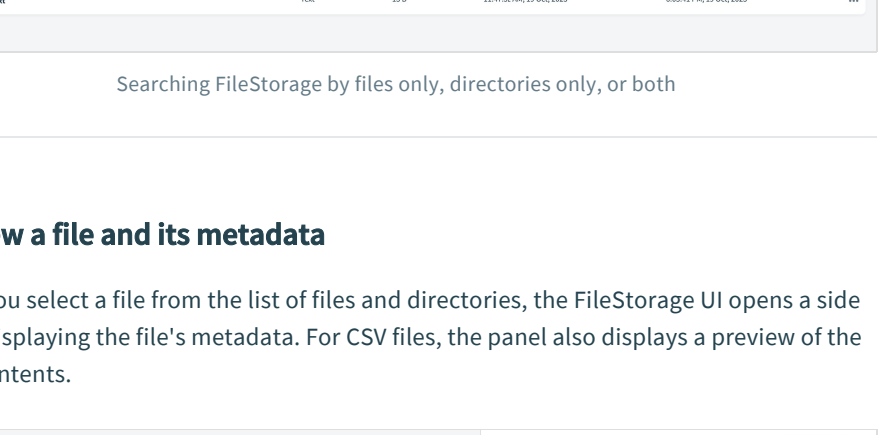 Searching FileStorage by files only, directories only, or both
w a file and its metadata
ou select a file from the list of files and directories, the FileStorage UI opens a side
splaying the file's metadata. For CSV files, the panel also displays a preview of the
ntents.